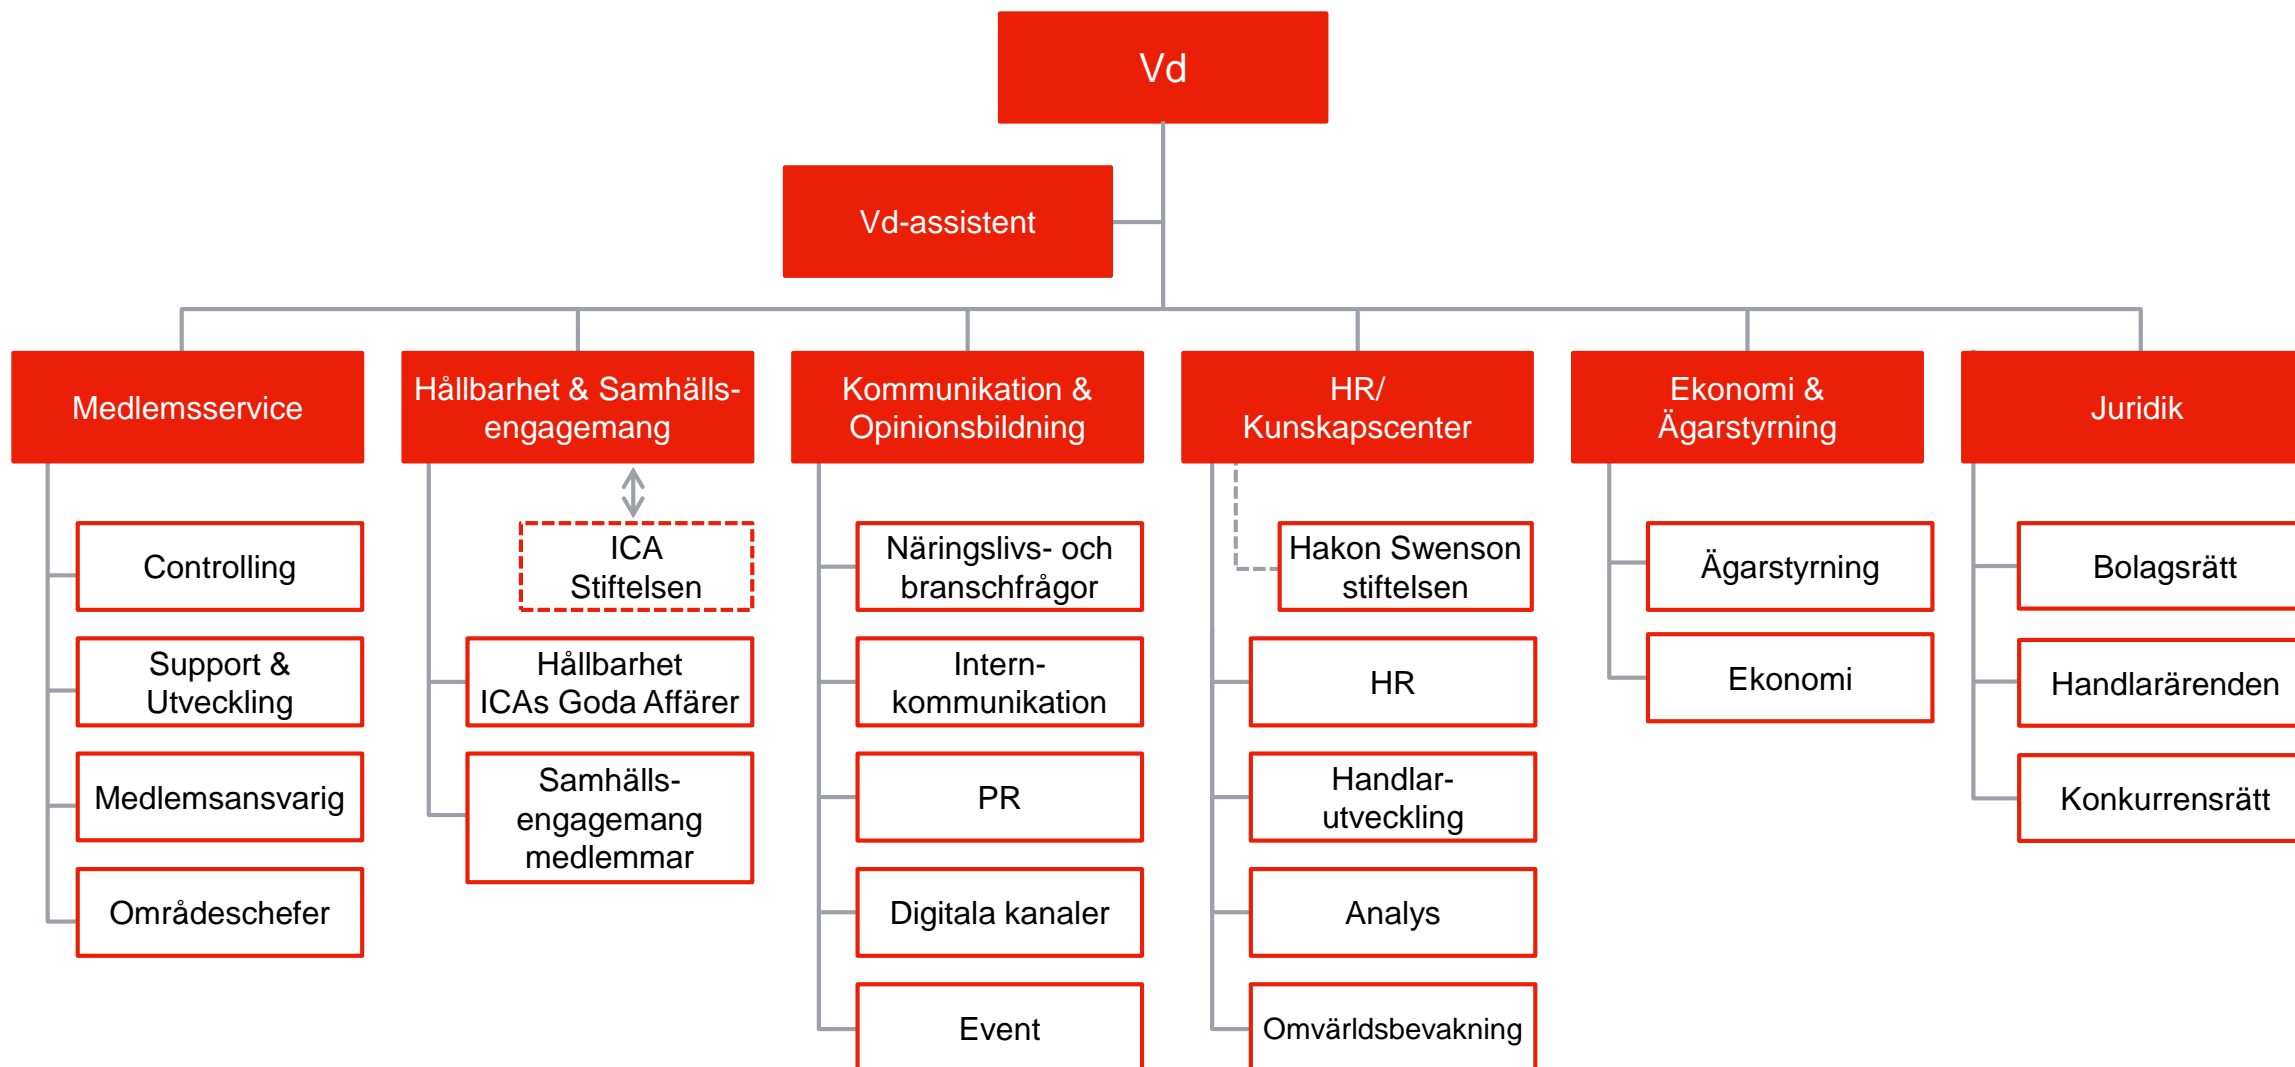 Vd
Vd-assistent
Medlemsservice
Hållbarhet & Samhälls-
engagemang
Kommunikation &
Opinionsbildning
HR/
Kunskapscenter
Ekonomi &
Ägarstyrning
Juridik
Controlling
Support &
Utveckling
Medlemsansvarig
Områdeschefer
ICA
Stiftelsen
Hållbarhet
ICAs Goda Affärer
Samhälls-
engagemang
medlemmar
Näringslivs- och
branschfrågor
Intern-
kommunikation
PR
Digitala kanaler
Event
Hakon Swenson
stiftelsen
HR
Handlar-
utveckling
Analys
Omvärldsbevakning
Ägarstyrning
Ekonomi
Bolagsrätt
Handlarärenden
Konkurrensrätt